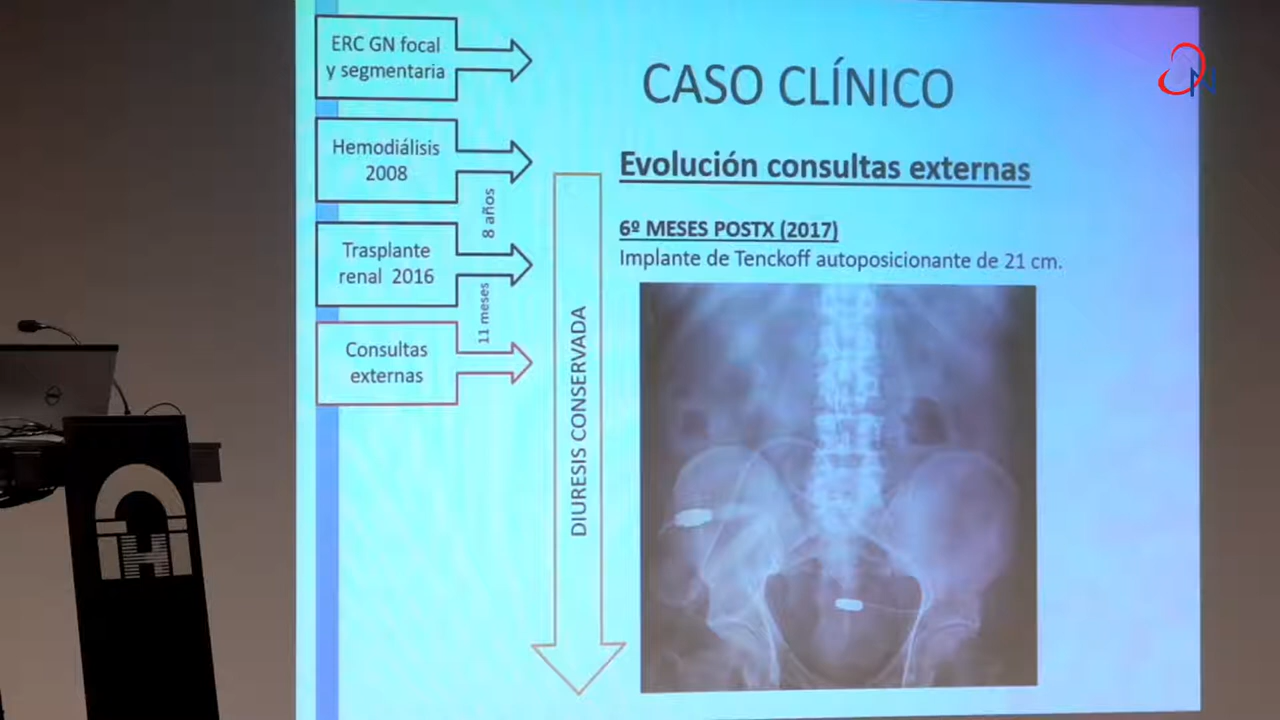 ERC GN focal
y segmentaria
Hemodiálisis
2008
8 años
Trasplante
renal 2016
11 meses
Consultas
externas
DIURESIS CONSERVADA
CASO CLÍNICO
Evolución consultas externas
6º MESES POSTX (2017)
Implante de Tenckoff autoposicionante de 21 cm.
N
H